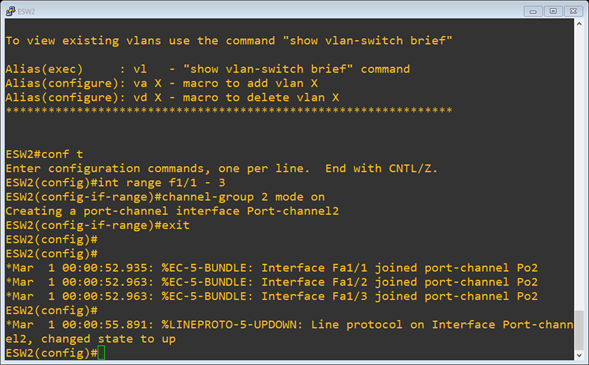 ESW2
To view existing vlans use the command "show vlan-switch brief"
Alias(exec)     : vl   - "show vlan-switch brief" command
Alias(configure): va X - macro to add vlan X
Alias(configure): vd X - macro to delete vlan X
***************************************************************
ESW2#conf t
Enter configuration commands, one per line.  End with CNTL/Z.
ESW2(config)#int range f1/1 - 3
ESW2(config-if-range)#channel-group 2 mode on
Creating a port-channel interface Port-channel2
ESW2(config-if-range)#exit
ESW2(config)#
ESW2(config)#
*Mar  1 00:00:52.935: %EC-5-BUNDLE: Interface Fa1/1 joined port-channel Po2
*Mar  1 00:00:52.963: %EC-5-BUNDLE: Interface Fa1/2 joined port-channel Po2
*Mar  1 00:00:52.963: %EC-5-BUNDLE: Interface Fa1/3 joined port-channel Po2
ESW2(config)#
*Mar  1 00:00:55.891: %LINEPROTO-5-UPDOWN: Line protocol on Interface Port-chann
el2, changed state to up
ESW2(config)#